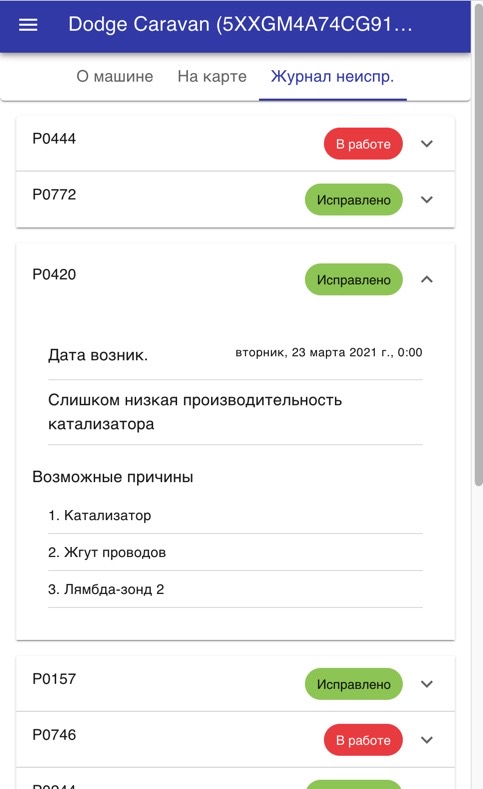 Dodge Caravan (5XXGM4A74CG91...
О машине На карте Журнал неиспр.
P0444 В работе
P0772 Исправлено
P0420 Исправлено
Дата возник. вторник, 23 марта 2021 г., 0:00
Слишком низкая производительность
катализатора
Возможные причины
1. Катализатор
2. Жгут проводов
3. Лямбда-зонд 2
P0157 Исправлено
P0746 В работе